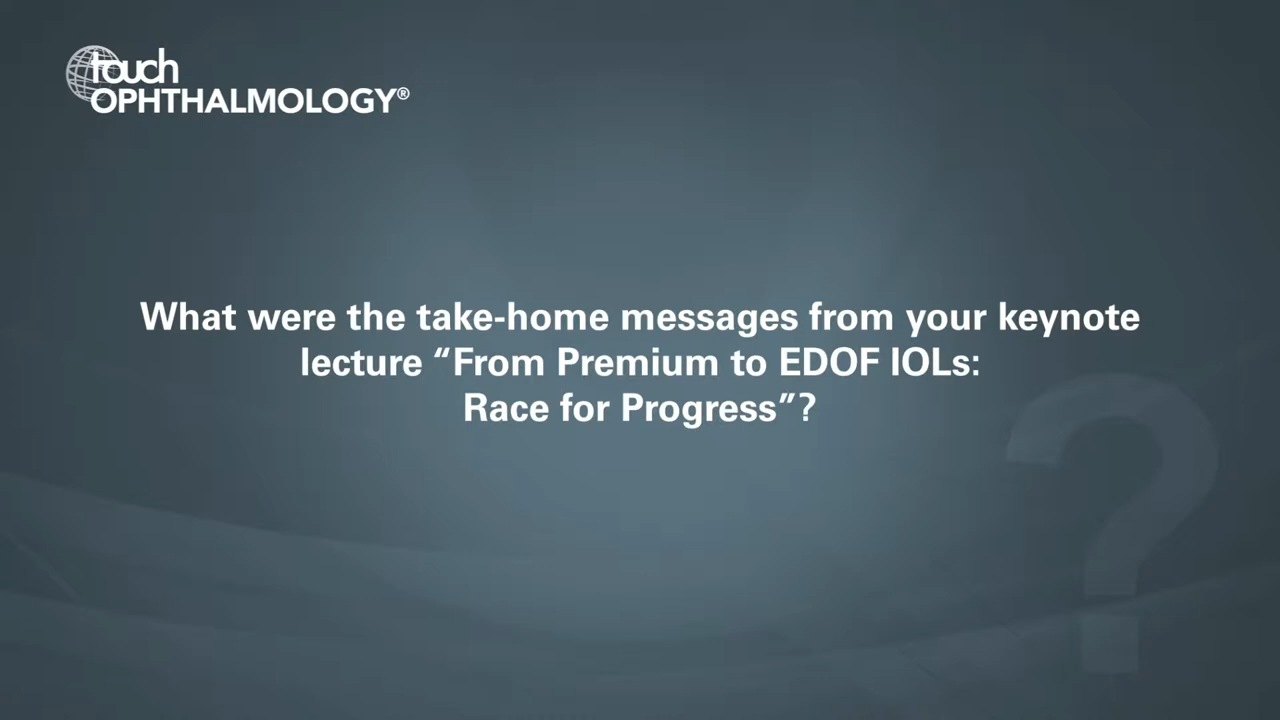 touch
OPHTHALMOLOGY®
What were the take-home messages from your keynote
lecture “From Premium to EDOF IOLs:
Race for Progress”?
?